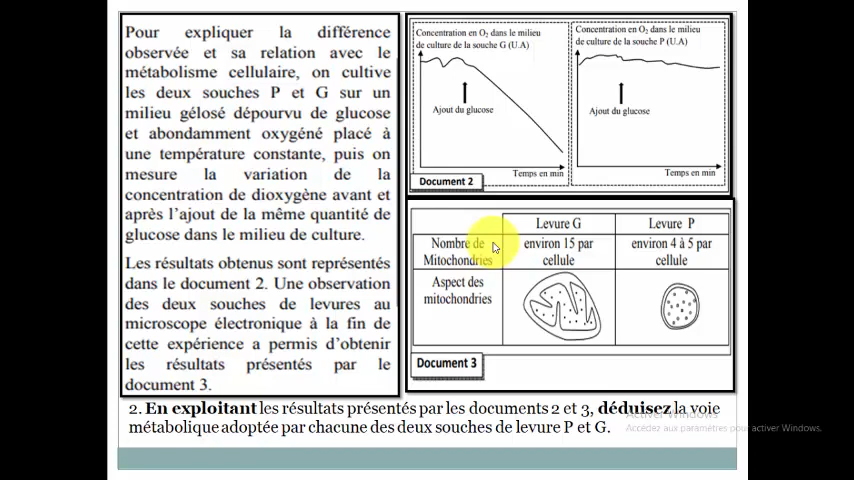 Pour expliquer la différence
observée et sa relation avec le
métabolisme cellulaire, on cultive
les deux souches P et G sur un
milieu gélosé dépourvu de glucose
et abondamment oxygéné placé à
une température constante, puis on
mesure la variation de la
concentration de dioxygène avant et
après l'ajout de la même quantité de
glucose dans le milieu de culture.
Les résultats obtenus sont représentés
dans le document 2. Une observation
des deux souches de levures au
microscope électronique à la fin de
cette expérience a permis d'obtenir
les résultats présentés par le
document 3.
Concentration en O₂ dans le milieu
de culture de la souche G (U.A)
Ajout du glucose
Temps en min
Document 2
Concentration en O₂ dans le milieu
de culture de la souche P (U.A)
Ajout du glucose
Temps en min
Levure G
Levure P
Nombre de
Mitochondries
environ 15 par
cellule
environ 4 à 5 par
cellule
Aspect des
mitochondries
Document 3
2. En exploitant les résultats présentés par les documents 2 et 3, déduisez la voie
métabolique adoptée par chacune des deux souches de levure P et G.
Activer Windows
Accédez aux paramètres pour activer Windows.